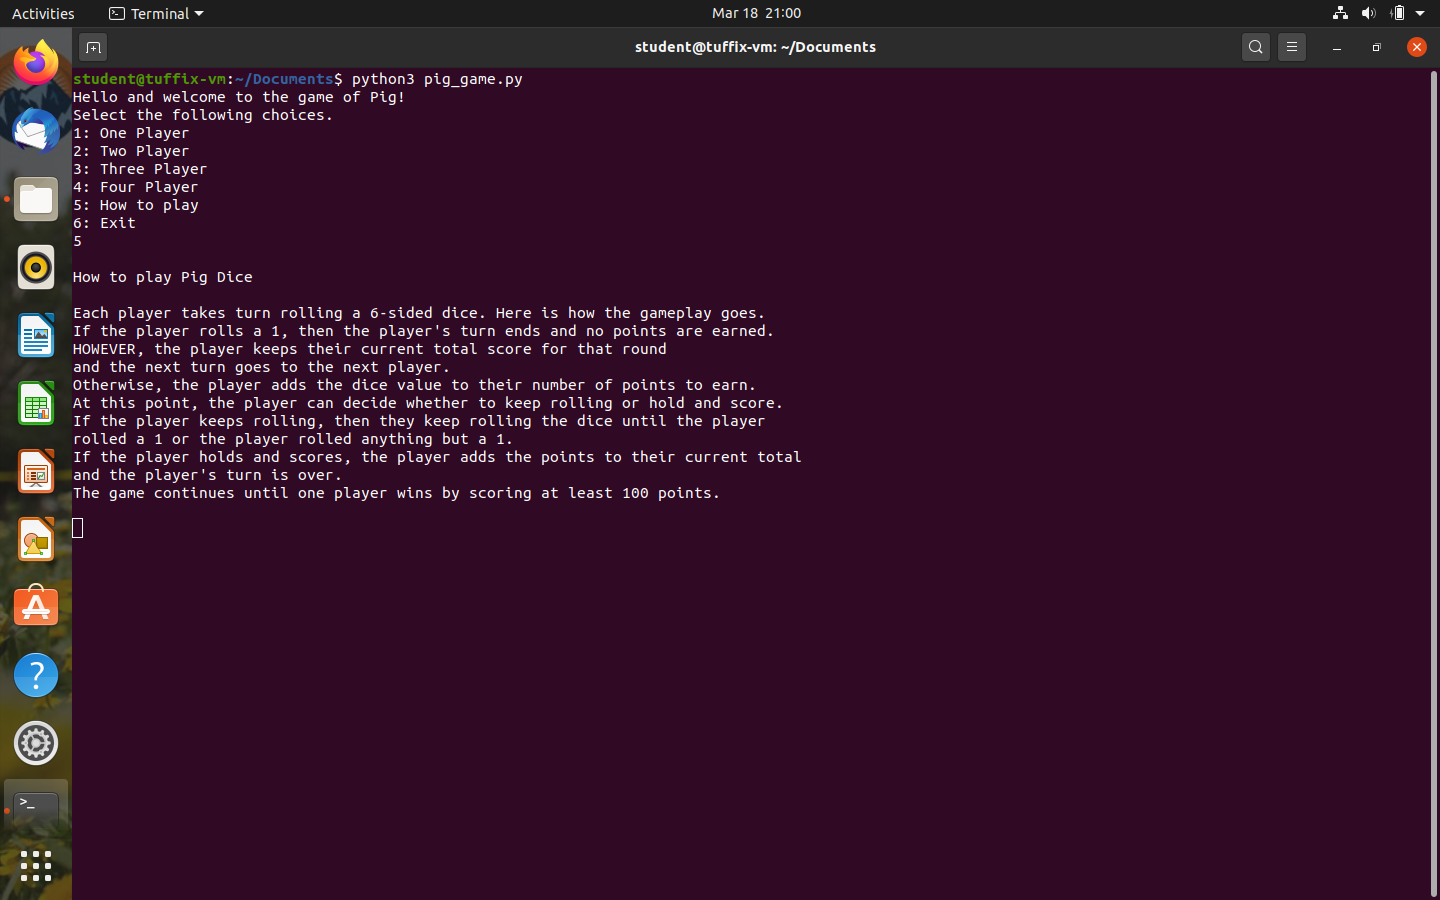 Activities
Terminal
Mar 18 21:00
student@tuffix-vm: ~/Documents
student@tuffix-vm:~/Documents$ python3 pig_game.py
Hello and welcome to the game of Pig!
Select the following choices.
1: One Player
2: Two Player
3: Three Player
4: Four Player
5: How to play
6: Exit
5
How to play Pig Dice
Each player takes turn rolling a 6-sided dice. Here is how the gameplay goes.
If the player rolls a 1, then the player's turn ends and no points are earned.
HOWEVER, the player keeps their current total score for that round
and the next turn goes to the next player.
Otherwise, the player adds the dice value to their number of points to earn.
At this point, the player can decide whether to keep rolling or hold and score.
If the player keeps rolling, then they keep rolling the dice until the player
rolled a 1 or the player rolled anything but a 1.
If the player holds and scores, the player adds the points to their current total
and the player's turn is over.
The game continues until one player wins by scoring at least 100 points.